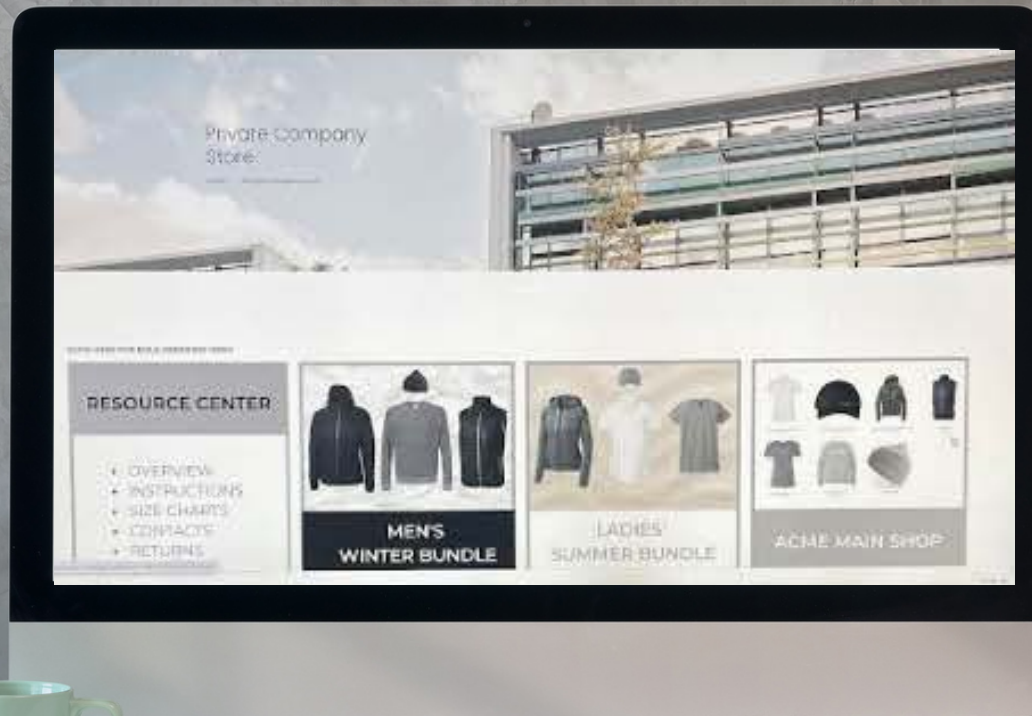 Private Company
Store
RESOURCE CENTER
• OVERVIEW
• INSTRUCTIONS
• SIZE CHARTS
• CONTACTS
• RETURNS
MEN'S
WINTER BUNDLE
LADIES'
SUMMER BUNDLE
ACME MAIN SHOP